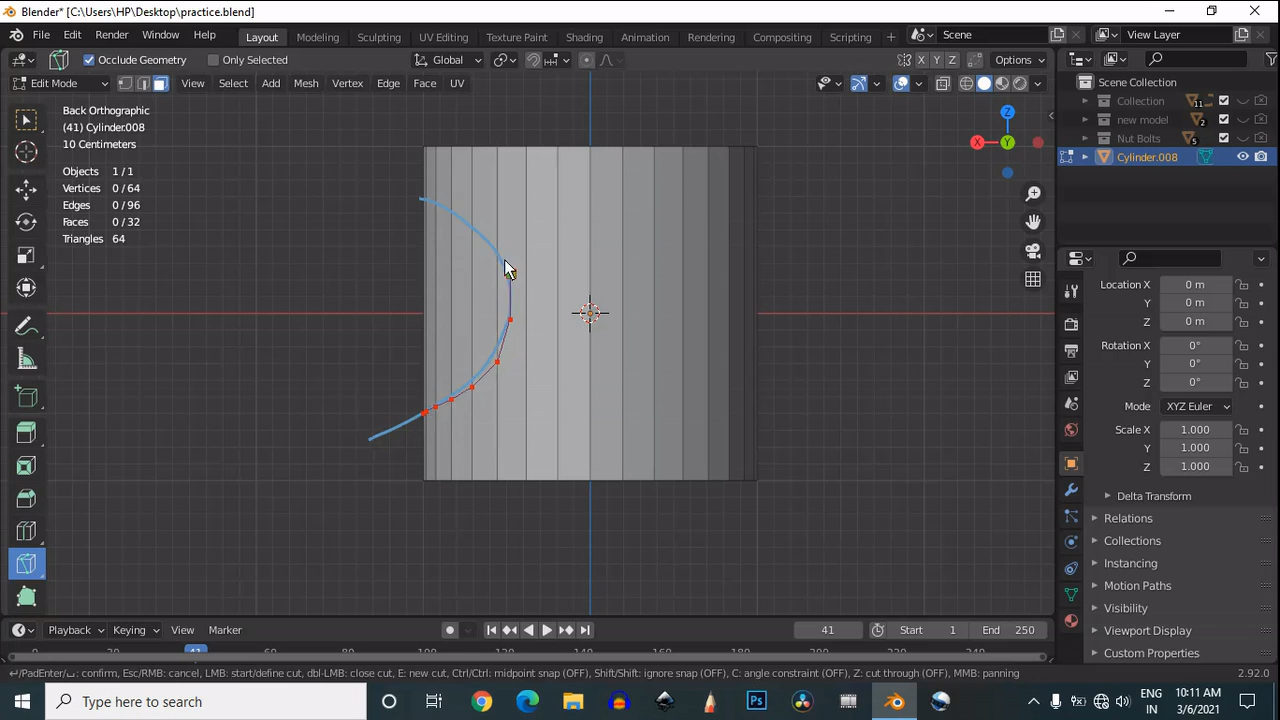 Blender* [C:\Users\HP\Desktop\practice.blend]
File Edit Render Window Help Layout Modeling Sculpting UV Editing Texture Paint Shading Animation Rendering Compositing Scripting + Scene View Layer
Occlude Geometry Only Selected Global X Y Z Options
Edit Mode View Select Add Mesh Vertex Edge Face UV
Back Orthographic
(41) Cylinder.008
10 Centimeters
Objects 1/1
Vertices 0/64
Edges 0/96
Faces 0/32
Triangles 64
Z
X Y
Scene Collection
Collection 11
new model 2
Nut Bolts 5
Cylinder.008
Location X 0 m
Y 0 m
Z 0 m
Rotation X 0°
Y 0°
Z 0°
Mode XYZ Euler
Scale X 1.000
Y 1.000
Z 1.000
Delta Transform
Relations
Collections
Instancing
Motion Paths
Visibility
Viewport Display
Custom Properties
Playback Keying View Marker 41 Start 1 End 250
41
↵/PadEnter/␣: confirm, Esc/RMB: cancel, LMB: start/define cut, dbl-LMB: close cut, E: new cut, Ctrl/Ctrl: midpoint snap (OFF), Shift/Shift: ignore snap (OFF), C: angle constraint (OFF), Z: cut through (OFF), MMB: panning 2.92.0
Type here to search Ps ENG IN 10:11 AM 3/6/2021